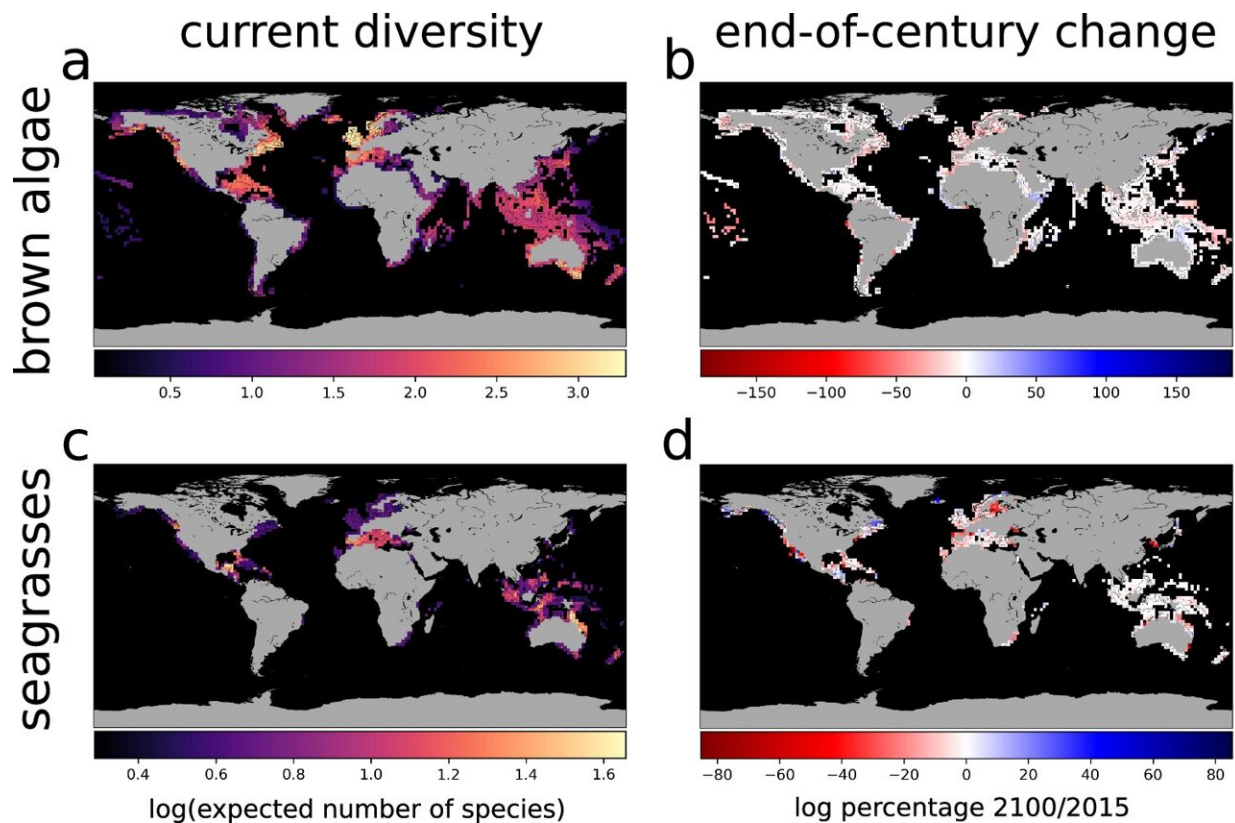 current diversity
end-of-century change
a
b
brown algae
0.5 1.0 1.5 2.0 2.5 3.0
−150 −100 −50 0 50 100 150
c
d
seagrasses
0.4 0.6 0.8 1.0 1.2 1.4 1.6
−80 −60 −40 −20 0 20 40 60 80
log(expected number of species)
log percentage 2100/2015